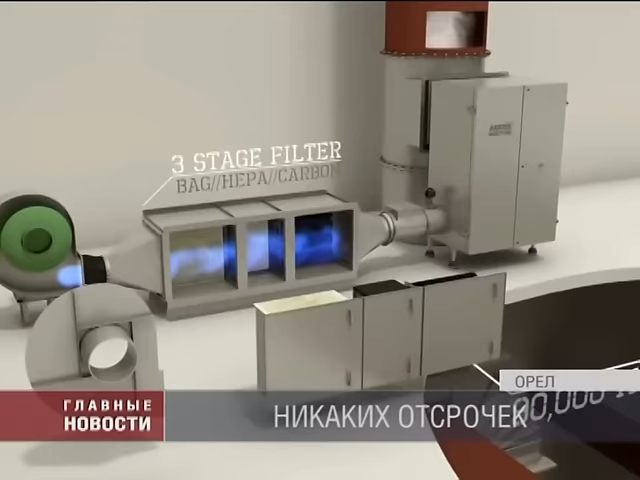 3 STAGE FILTER
BAG//HEPA//CARBON
ОРЕЛ
ГЛАВНЫЕ
НОВОСТИ
НИКАКИХ ОТСРОЧЕК